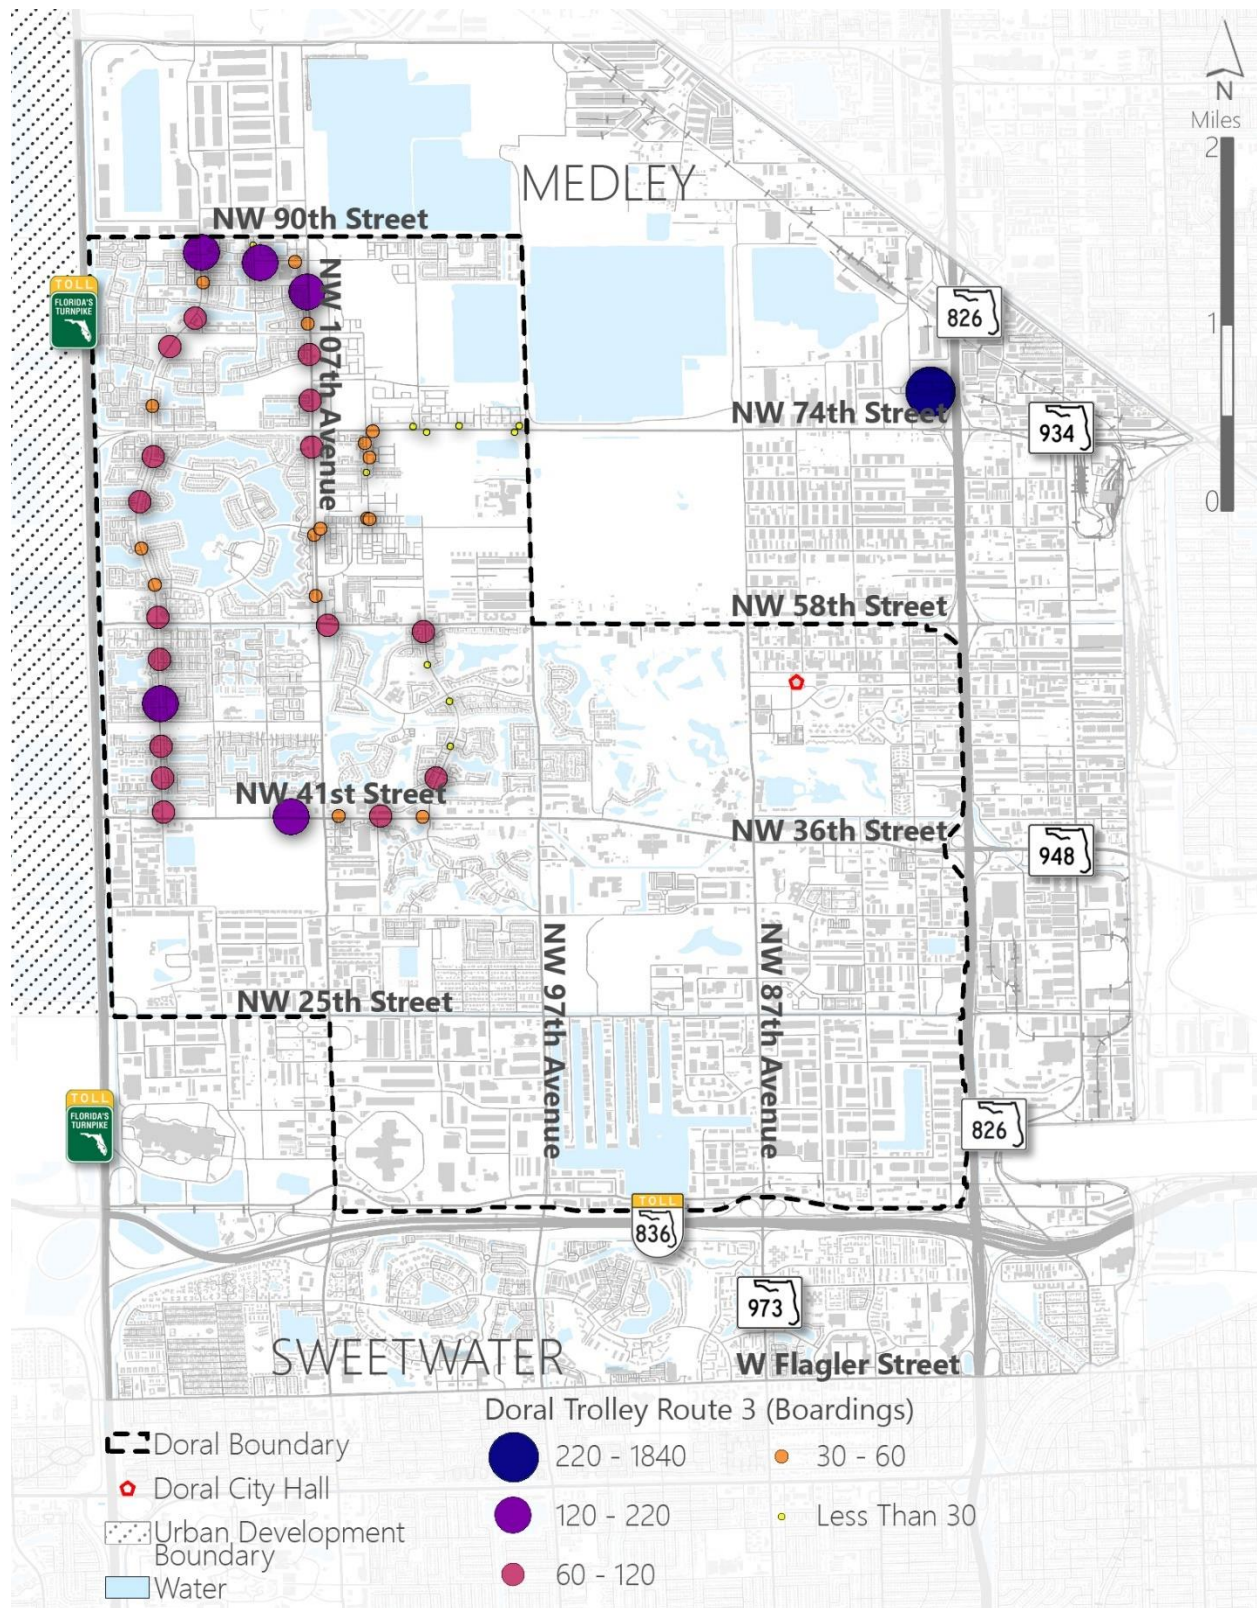 N
Miles
2
MEDLEY
NW 90th Street
TOLL
FLORIDA'S
TURNPIKE
NW 107th Avenue
826
1
NW 74th Street
934
0
NW 58th Street
NW 41st Street
NW 36th Street
948
NW 97th Avenue
NW 87th Avenue
NW 25th Street
TOLL
FLORIDA'S
TURNPIKE
826
TOLL
836
973
SWEETWATER
W Flagler Street
Doral Trolley Route 3 (Boardings)
Doral Boundary
Doral City Hall
Urban Development
Boundary
Water
220 - 1840
120 - 220
60 - 120
30 - 60
Less Than 30